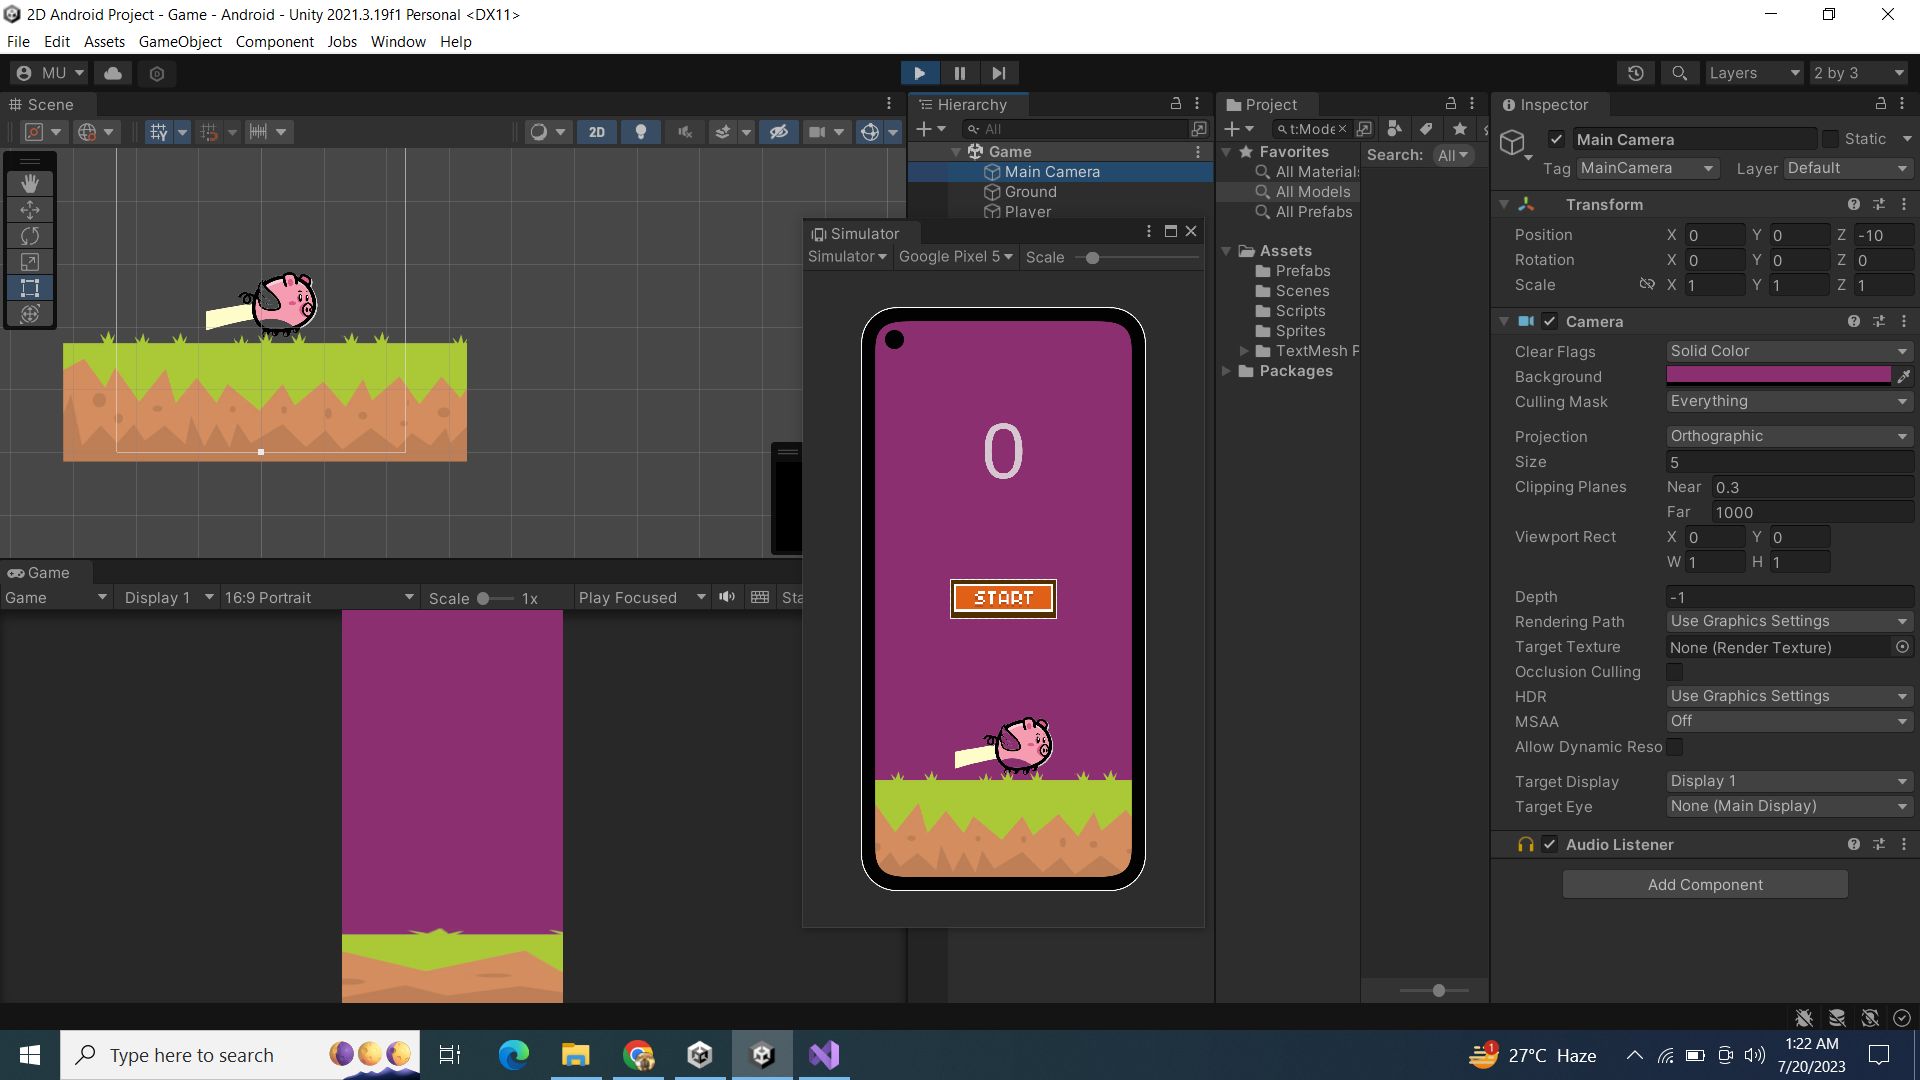 2D Android Project - Game - Android - Unity 2021.3.19f1 Personal <DX11>
File Edit Assets GameObject Component Jobs Window Help
MU
Layers 2 by 3
Scene
2D
Hierarchy
All
Game
Main Camera
Ground
Player
Project
t:Mode
Favorites
All Materials
All Models
All Prefabs
Search: All
Assets
Prefabs
Scenes
Scripts
Sprites
TextMesh P
Packages
Simulator
Simulator Google Pixel 5 Scale
0
START
Game
Game Display 1 16:9 Portrait Scale 1x Play Focused Sta
Inspector
Main Camera Static
Tag MainCamera Layer Default
Transform
Position X 0 Y 0 Z -10
Rotation X 0 Y 0 Z 0
Scale X 1 Y 1 Z 1
Camera
Clear Flags Solid Color
Background
Culling Mask Everything
Projection Orthographic
Size 5
Clipping Planes Near 0.3
Far 1000
Viewport Rect X 0 Y 0
W 1 H 1
Depth -1
Rendering Path Use Graphics Settings
Target Texture None (Render Texture)
Occlusion Culling
HDR Use Graphics Settings
MSAA Off
Allow Dynamic Reso
Target Display Display 1
Target Eye None (Main Display)
Audio Listener
Add Component
Type here to search
1
27°C Haze
1:22 AM
7/20/2023